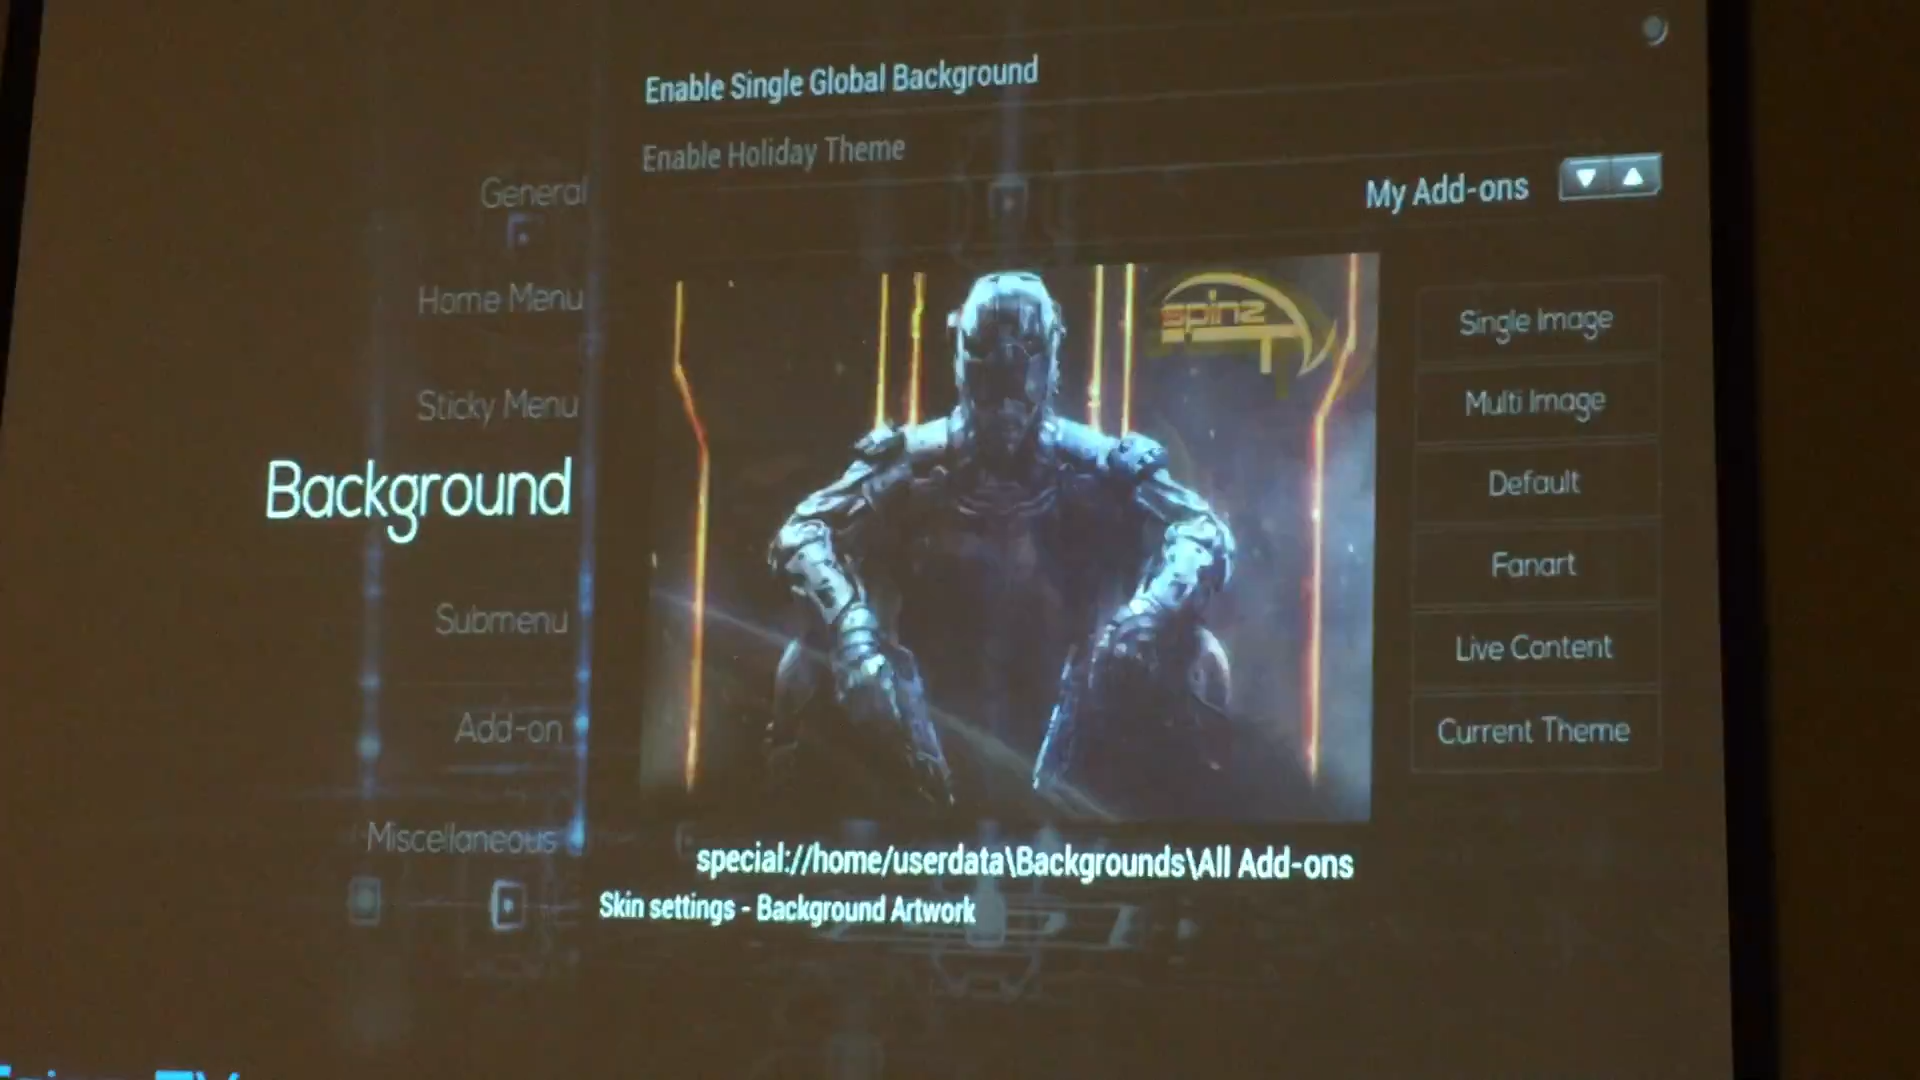 Enable Single Global Background
Enable Holiday Theme
My Add-ons
General
Home Menu
Sticky Menu
Background
Submenu
Add-on
Miscellaneous
spinz
T
Single Image
Multi Image
Default
Fanart
Live Content
Current Theme
special://home/userdata\Backgrounds\All Add-ons
Skin settings - Background Artwork